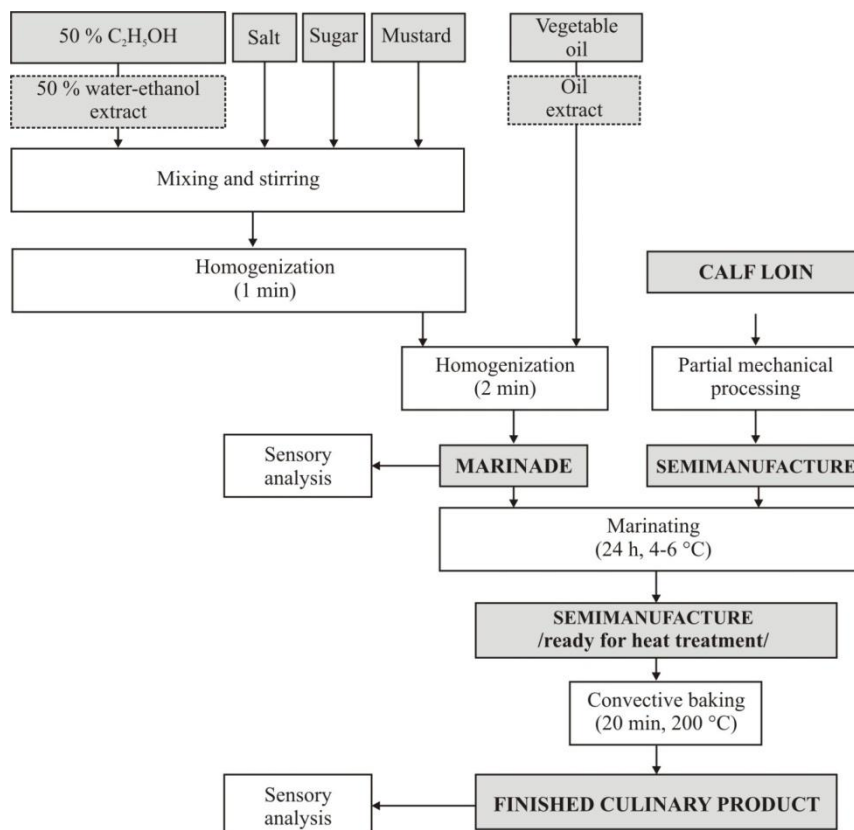 50 % C₂H₅OH
Salt
Sugar
Mustard
Vegetable
oil
50 % water-ethanol
extract
Oil
extract
Mixing and stirring
Homogenization
(1 min)
CALF LOIN
Homogenization
(2 min)
Partial mechanical
processing
Sensory
analysis
MARINADE
SEMIMANUFACTURE
Marinating
(24 h, 4-6 °C)
SEMIMANUFACTURE
/ready for heat treatment/
Convective baking
(20 min, 200 °C)
Sensory
analysis
FINISHED CULINARY PRODUCT